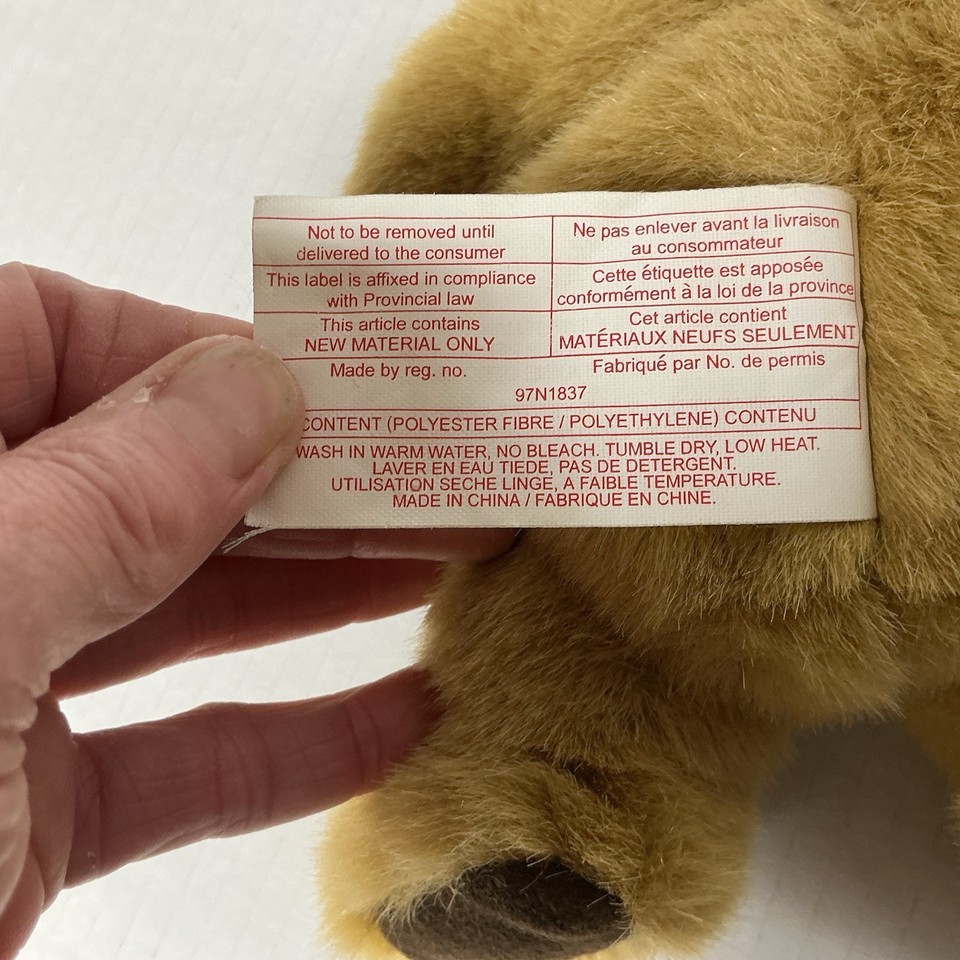 Not to be removed until
delivered to the consumer
Ne pas enlever avant la livraison
au consommateur
This label is affixed in compliance
with Provincial law
Cette étiquette est apposée
conformément à la loi de la province
This article contains
NEW MATERIAL ONLY
Cet article contient
MATÉRIAUX NEUFS SEULEMENT
Made by reg. no.
Fabriqué par No. de permis
97N1837
CONTENT (POLYESTER FIBRE / POLYETHYLENE) CONTENU
WASH IN WARM WATER, NO BLEACH. TUMBLE DRY, LOW HEAT.
LAVER EN EAU TIEDE, PAS DE DETERGENT.
UTILISATION SECHE LINGE, A FAIBLE TEMPERATURE.
MADE IN CHINA / FABRIQUE EN CHINE.